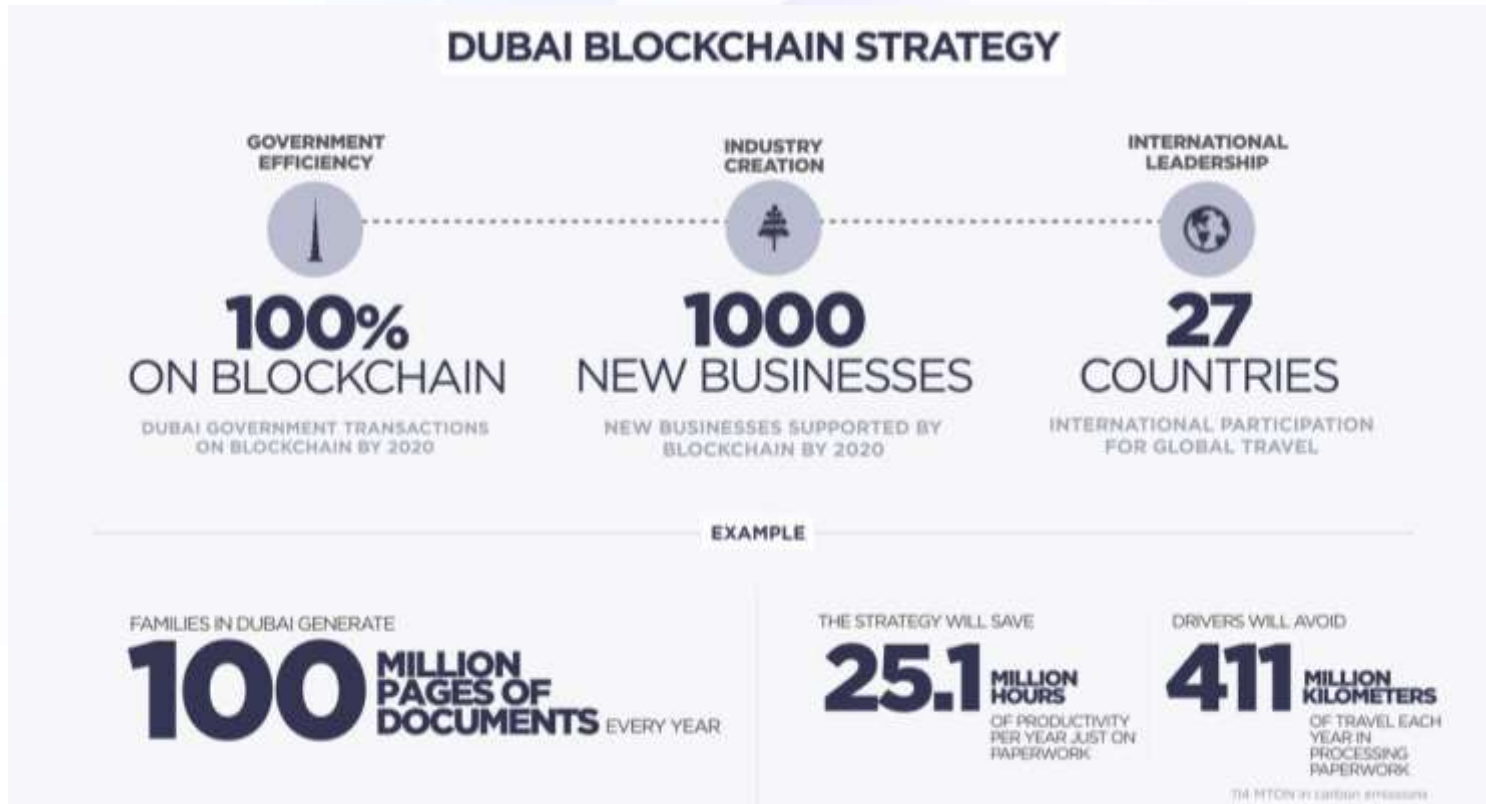 DUBAI BLOCKCHAIN STRATEGY
GOVERNMENT
EFFICIENCY
100%
ON BLOCKCHAIN
DUBAI GOVERNMENT TRANSACTIONS
ON BLOCKCHAIN BY 2020
INDUSTRY
CREATION
1000
NEW BUSINESSES
NEW BUSINESSES SUPPORTED BY
BLOCKCHAIN BY 2020
INTERNATIONAL
LEADERSHIP
27
COUNTRIES
INTERNATIONAL PARTICIPATION
FOR GLOBAL TRAVEL
EXAMPLE
FAMILIES IN DUBAI GENERATE
100
MILLION
PAGES OF
DOCUMENTS EVERY YEAR
THE STRATEGY WILL SAVE
25.1
MILLION
HOURS
OF PRODUCTIVITY
PER YEAR JUST ON
PAPERWORK
DRIVERS WILL AVOID
411
MILLION
KILOMETERS
OF TRAVEL EACH
YEAR IN
PROCESSING
PAPERWORK
114 MTON in carbon emissions